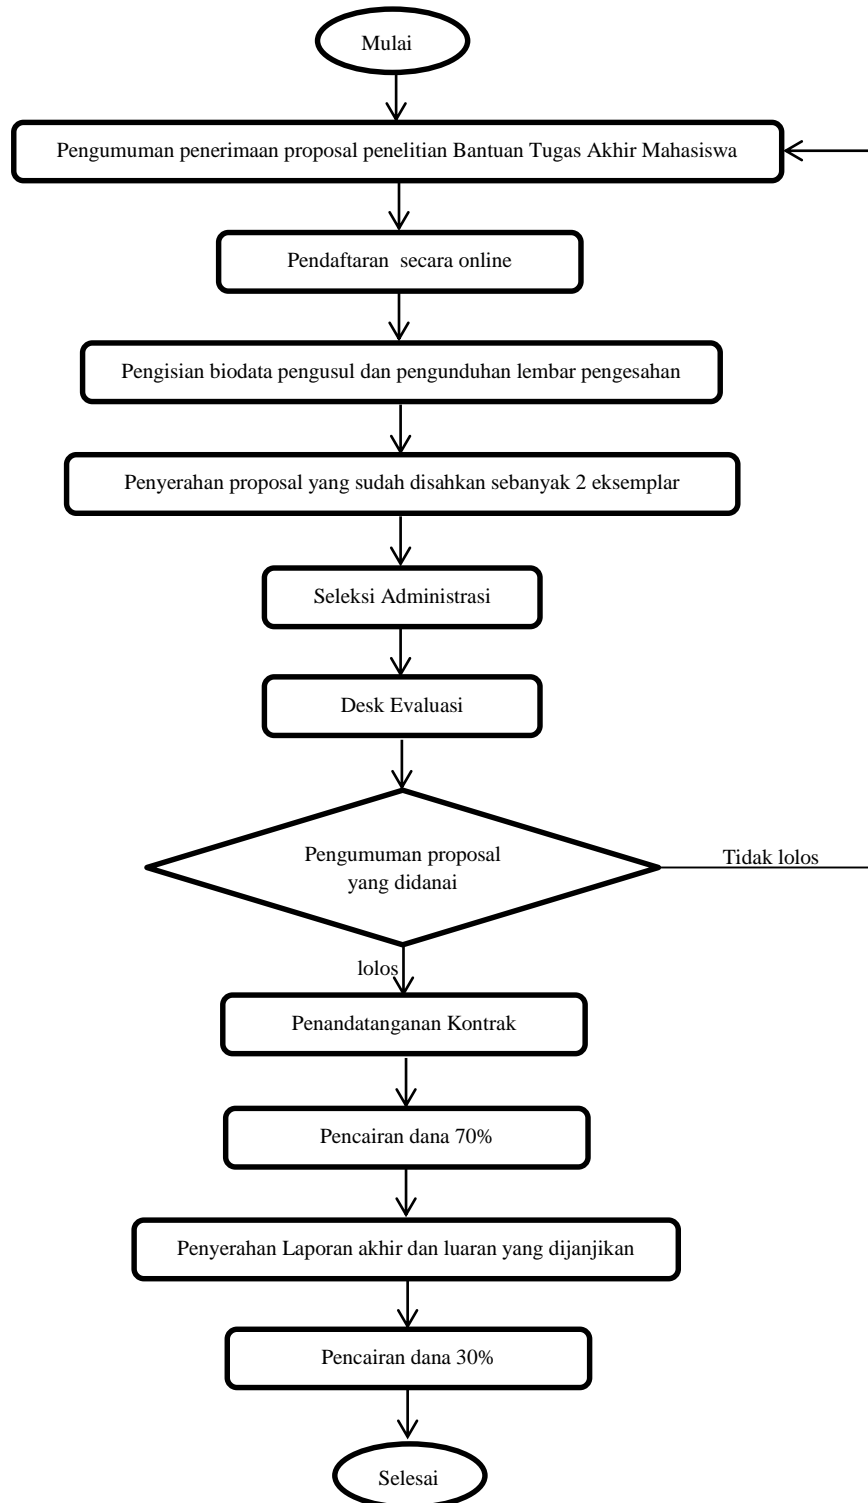 Mulai
Pengumuman penerimaan proposal penelitian Bantuan Tugas Akhir Mahasiswa
Pendaftaran  secara online
Pengisian biodata pengusul dan pengunduhan lembar pengesahan
Penyerahan proposal yang sudah disahkan sebanyak 2 eksemplar
Seleksi Administrasi
Desk Evaluasi
Pengumuman proposal
yang didanai
Tidak lolos
lolos
Penandatanganan Kontrak
Pencairan dana 70%
Penyerahan Laporan akhir dan luaran yang dijanjikan
Pencairan dana 30%
Selesai